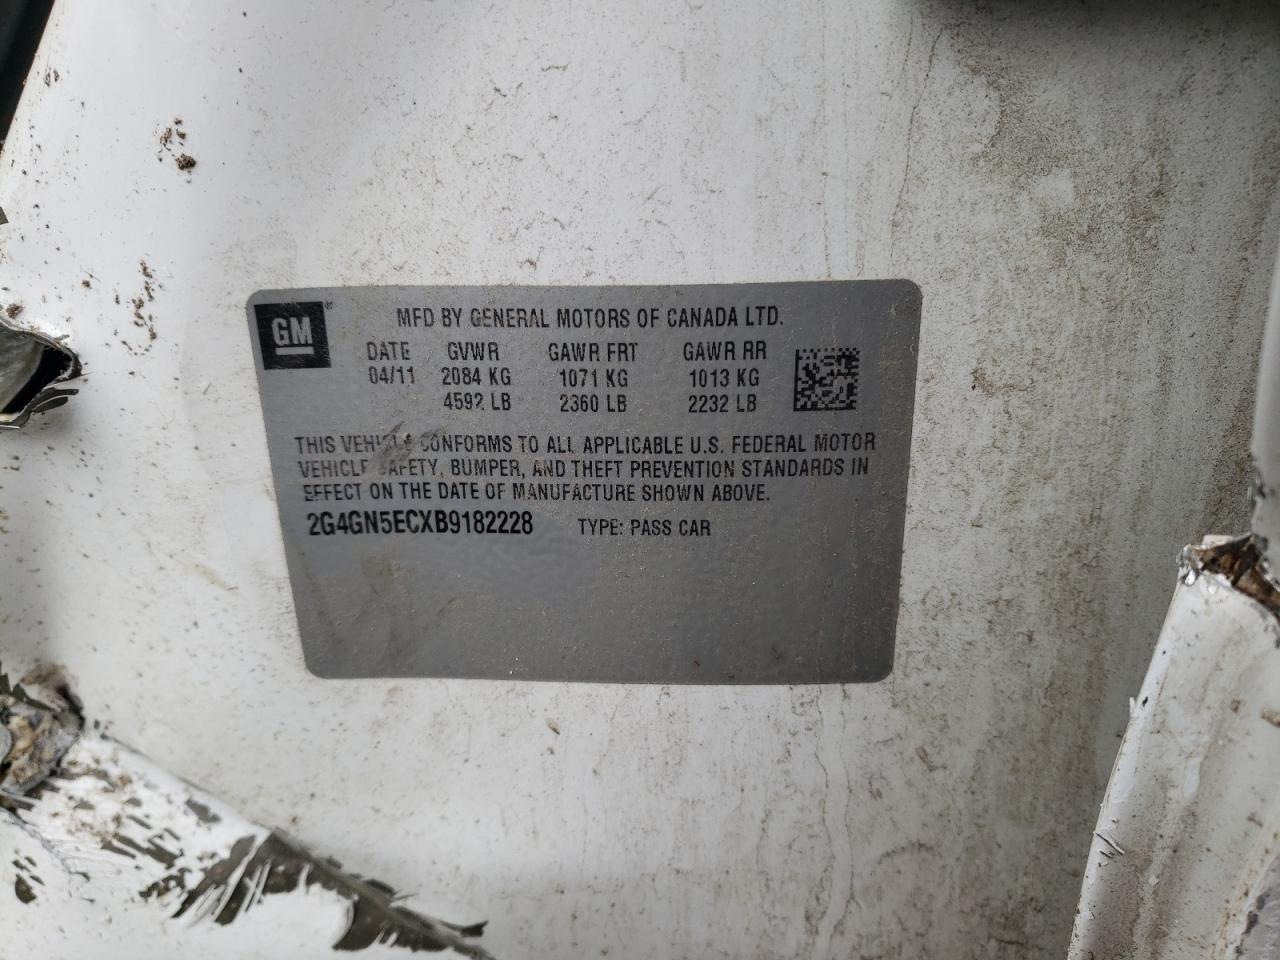 GM ®
MFD BY GENERAL MOTORS OF CANADA LTD.
DATE GVWR GAWR FRT GAWR RR
04/11 2084 KG 1071 KG 1013 KG
4592 LB 2360 LB 2232 LB
THIS VEHICLE CONFORMS TO ALL APPLICABLE U.S. FEDERAL MOTOR
VEHICLE SAFETY, BUMPER, AND THEFT PREVENTION STANDARDS IN
EFFECT ON THE DATE OF MANUFACTURE SHOWN ABOVE.
2G4GN5ECXB9182228 TYPE: PASS CAR